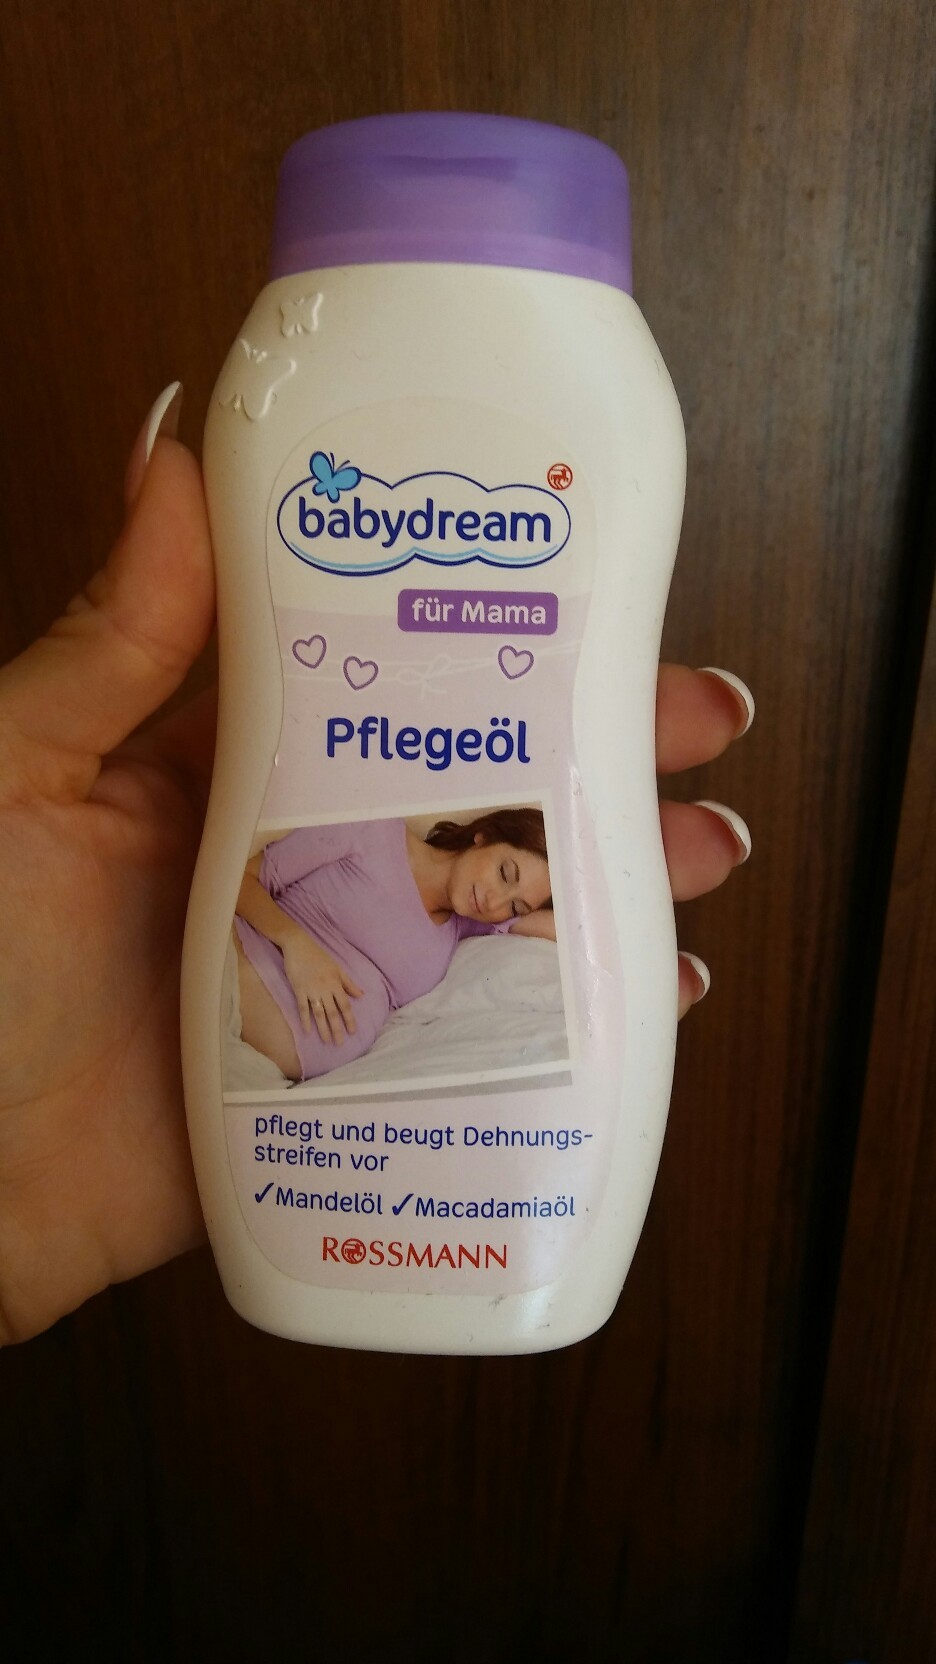 babydream
für Mama
Pflegeöl
pflegt und beugt Dehnungs-
streifen vor
✓Mandelöl ✓Macadamiaöl
ROSSMANN